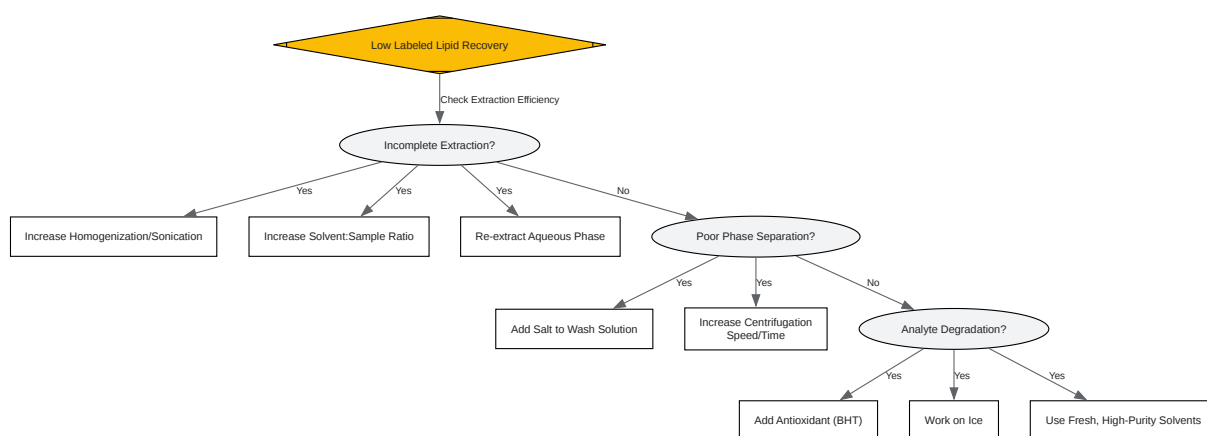 Low Labeled Lipid Recovery
Check Extraction Efficiency
Incomplete Extraction?
Yes
Yes
Yes
No
Increase Homogenization/Sonication
Increase Solvent:Sample Ratio
Re-extract Aqueous Phase
Poor Phase Separation?
Yes
Yes
No
Add Salt to Wash Solution
Increase Centrifugation
Speed/Time
Analyte Degradation?
Yes
Yes
Yes
Add Antioxidant (BHT)
Work on Ice
Use Fresh, High-Purity Solvents